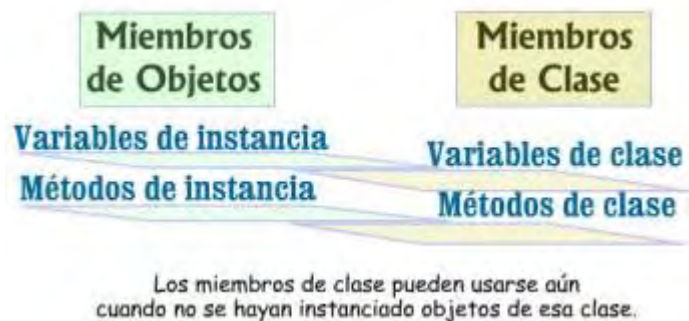 Miembros
de Objetos
Miembros
de Clase
Variables de instancia
Variables de clase
Métodos de instancia
Métodos de clase
Los miembros de clase pueden usarse aún
cuando no se hayan instanciado objetos de esa clase.